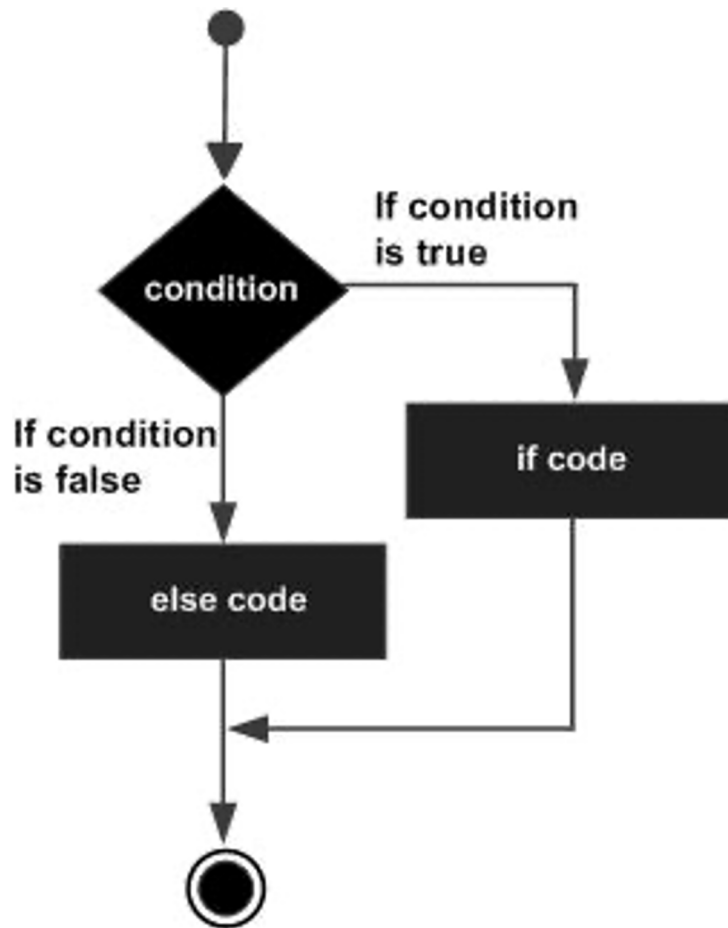 If condition
is true
condition
If condition
is false
if code
else code